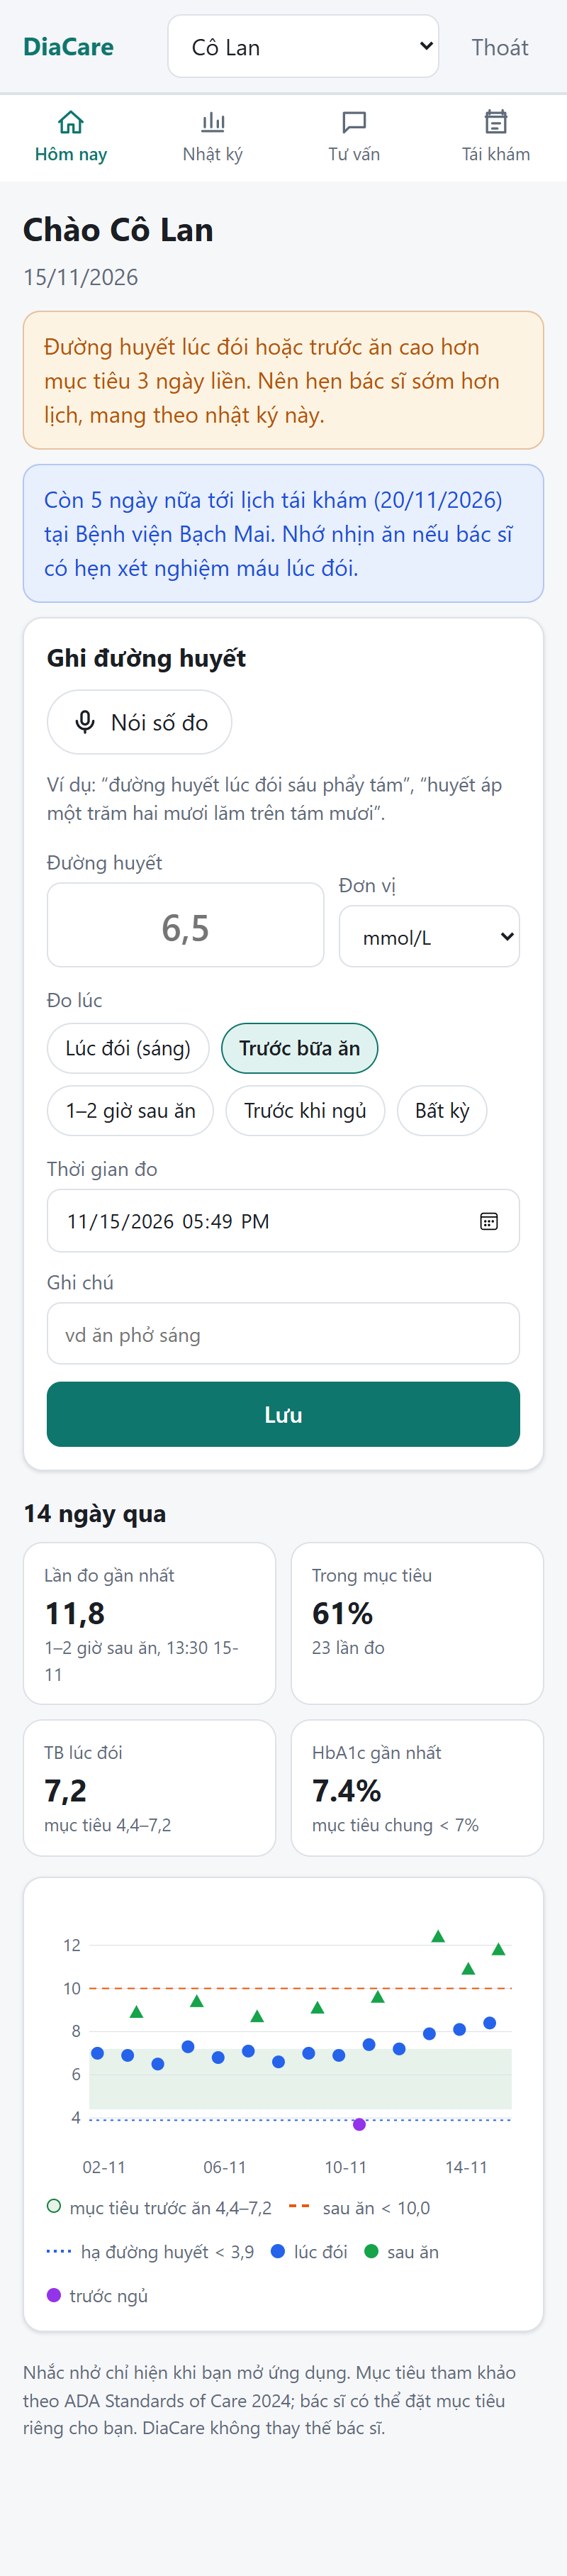 DiaCare
Cô Lan
Thoát
Hôm nay
Nhật ký
Tư vấn
Tái khám
Chào Cô Lan
15/11/2026
Đường huyết lúc đói hoặc trước ăn cao hơn
mục tiêu 3 ngày liền. Nên hẹn bác sĩ sớm hơn
lịch, mang theo nhật ký này.
Còn 5 ngày nữa tới lịch tái khám (20/11/2026)
tại Bệnh viện Bạch Mai. Nhớ nhịn ăn nếu bác sĩ
có hẹn xét nghiệm máu lúc đói.
Ghi đường huyết
Nói số đo
Ví dụ: “đường huyết lúc đói sáu phẩy tám”, “huyết áp
một trăm hai mươi lăm trên tám mươi”.
Đường huyết
6,5
Đơn vị
mmol/L
Đo lúc
Lúc đói (sáng)
Trước bữa ăn
1–2 giờ sau ăn
Trước khi ngủ
Bất kỳ
Thời gian đo
11/15/2026 05:49 PM
Ghi chú
vd ăn phở sáng
Lưu
14 ngày qua
Lần đo gần nhất
11,8
1–2 giờ sau ăn, 13:30 15-
11
Trong mục tiêu
61%
23 lần đo
TB lúc đói
7,2
mục tiêu 4,4–7,2
HbA1c gần nhất
7.4%
mục tiêu chung < 7%
12
10
8
6
4
02-11
06-11
10-11
14-11
mục tiêu trước ăn 4,4–7,2
sau ăn < 10,0
hạ đường huyết < 3,9
lúc đói
sau ăn
trước ngủ
Nhắc nhở chỉ hiện khi bạn mở ứng dụng. Mục tiêu tham khảo
theo ADA Standards of Care 2024; bác sĩ có thể đặt mục tiêu
riêng cho bạn. DiaCare không thay thế bác sĩ.